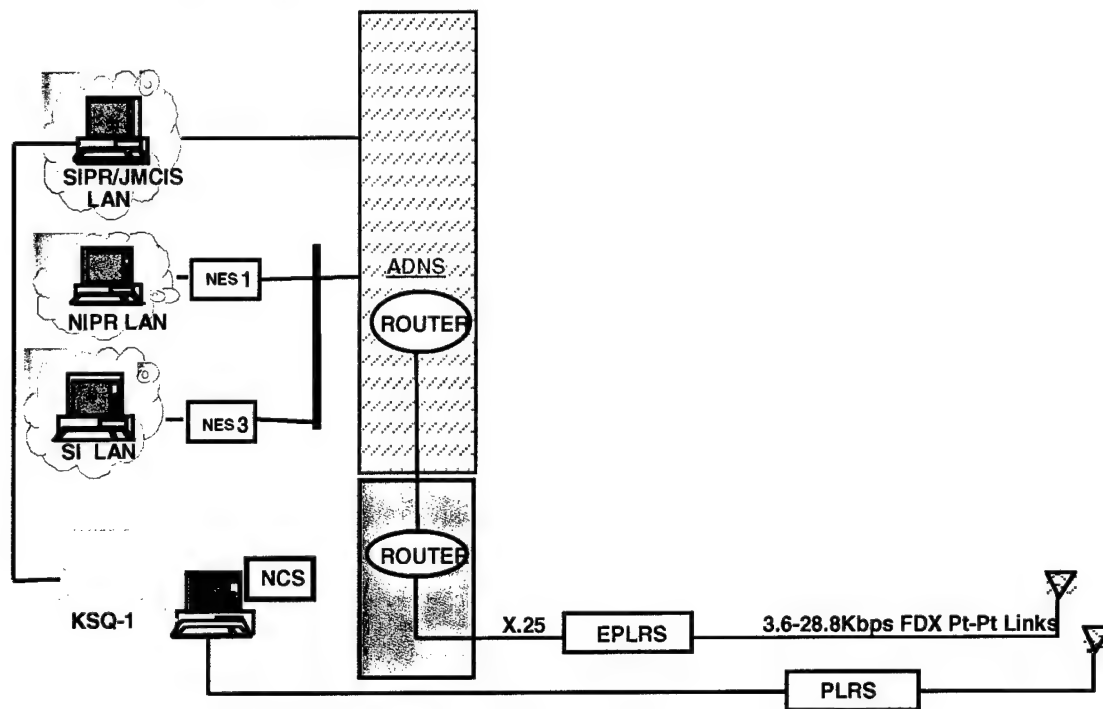 SIPR/JMCIS
LAN
NIPR LAN
NES 1
SI LAN
NES 3
ADNS
ROUTER
ROUTER
KSQ-1
NCS
X.25
EPLRS
3.6-28.8Kbps FDX Pt-Pt Links
PLRS